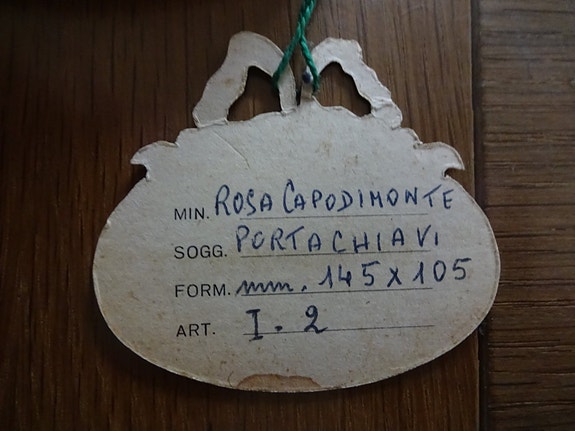 MIN. ROSA CAPODIMONTE
SOGG. PORTACHIAVI
FORM. mm. 145 x 105
ART. I. 2